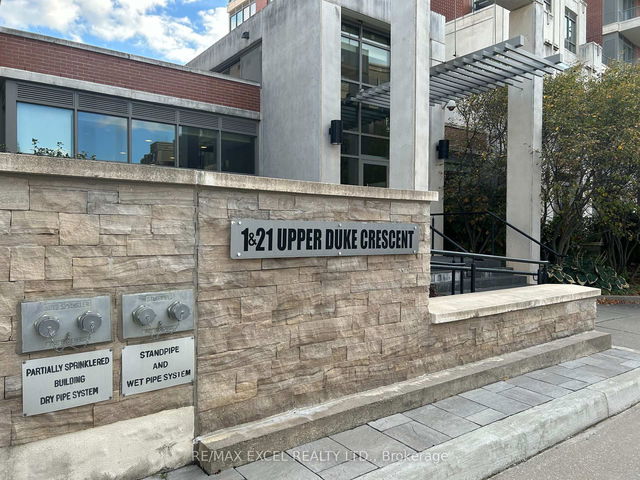 1&21 UPPER DUKE CRESCENT
PARTIALLY SPRINKLERED
BUILDING
DRY PIPE SYSTEM
STANDPIPE
AND
WET PIPE SYSTEM
RE/MAX EXCEL REALTY LTD., Brokerage